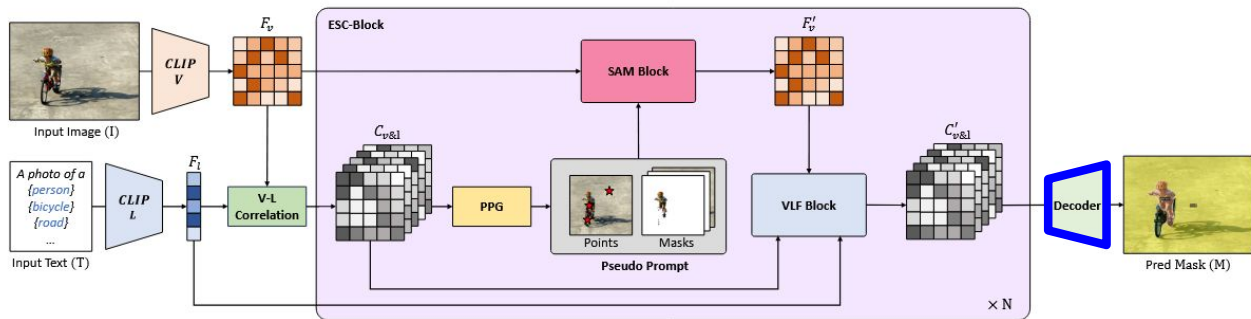 ESC-Block
F_v
F'_v
CLIP
V
SAM Block
Input Image (I)
C_v&l
C'_v&l
F_l
A photo of a
{person}
{bicycle}
{road}
...
CLIP
L
V-L
Correlation
PPG
VLF Block
Decoder
Points
Masks
Pseudo Prompt
Input Text (T)
Pred Mask (M)
× N